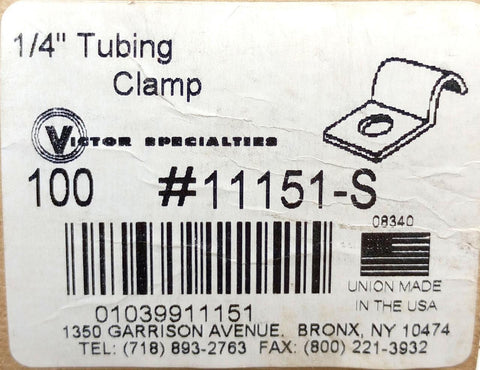 1/4" Tubing
Clamp
VICTOR SPECIALTIES
100 #11151-S
08340
UNION MADE
IN THE USA
01039911151
1350 GARRISON AVENUE, BRONX, NY 10474
TEL: (718) 893-2763 FAX: (800) 221-3932